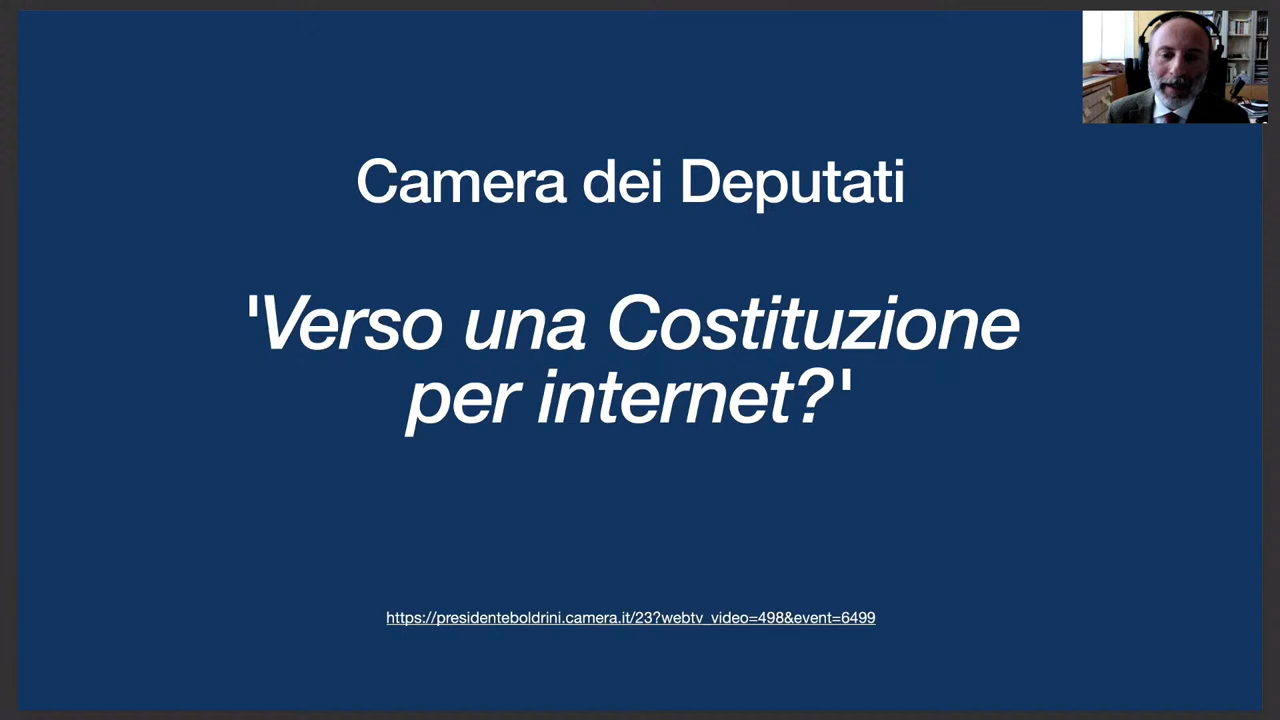 Camera dei Deputati
'Verso una Costituzione
per internet?'
https://presidenteboldrini.camera.it/23?webtv_video=498&event=6499